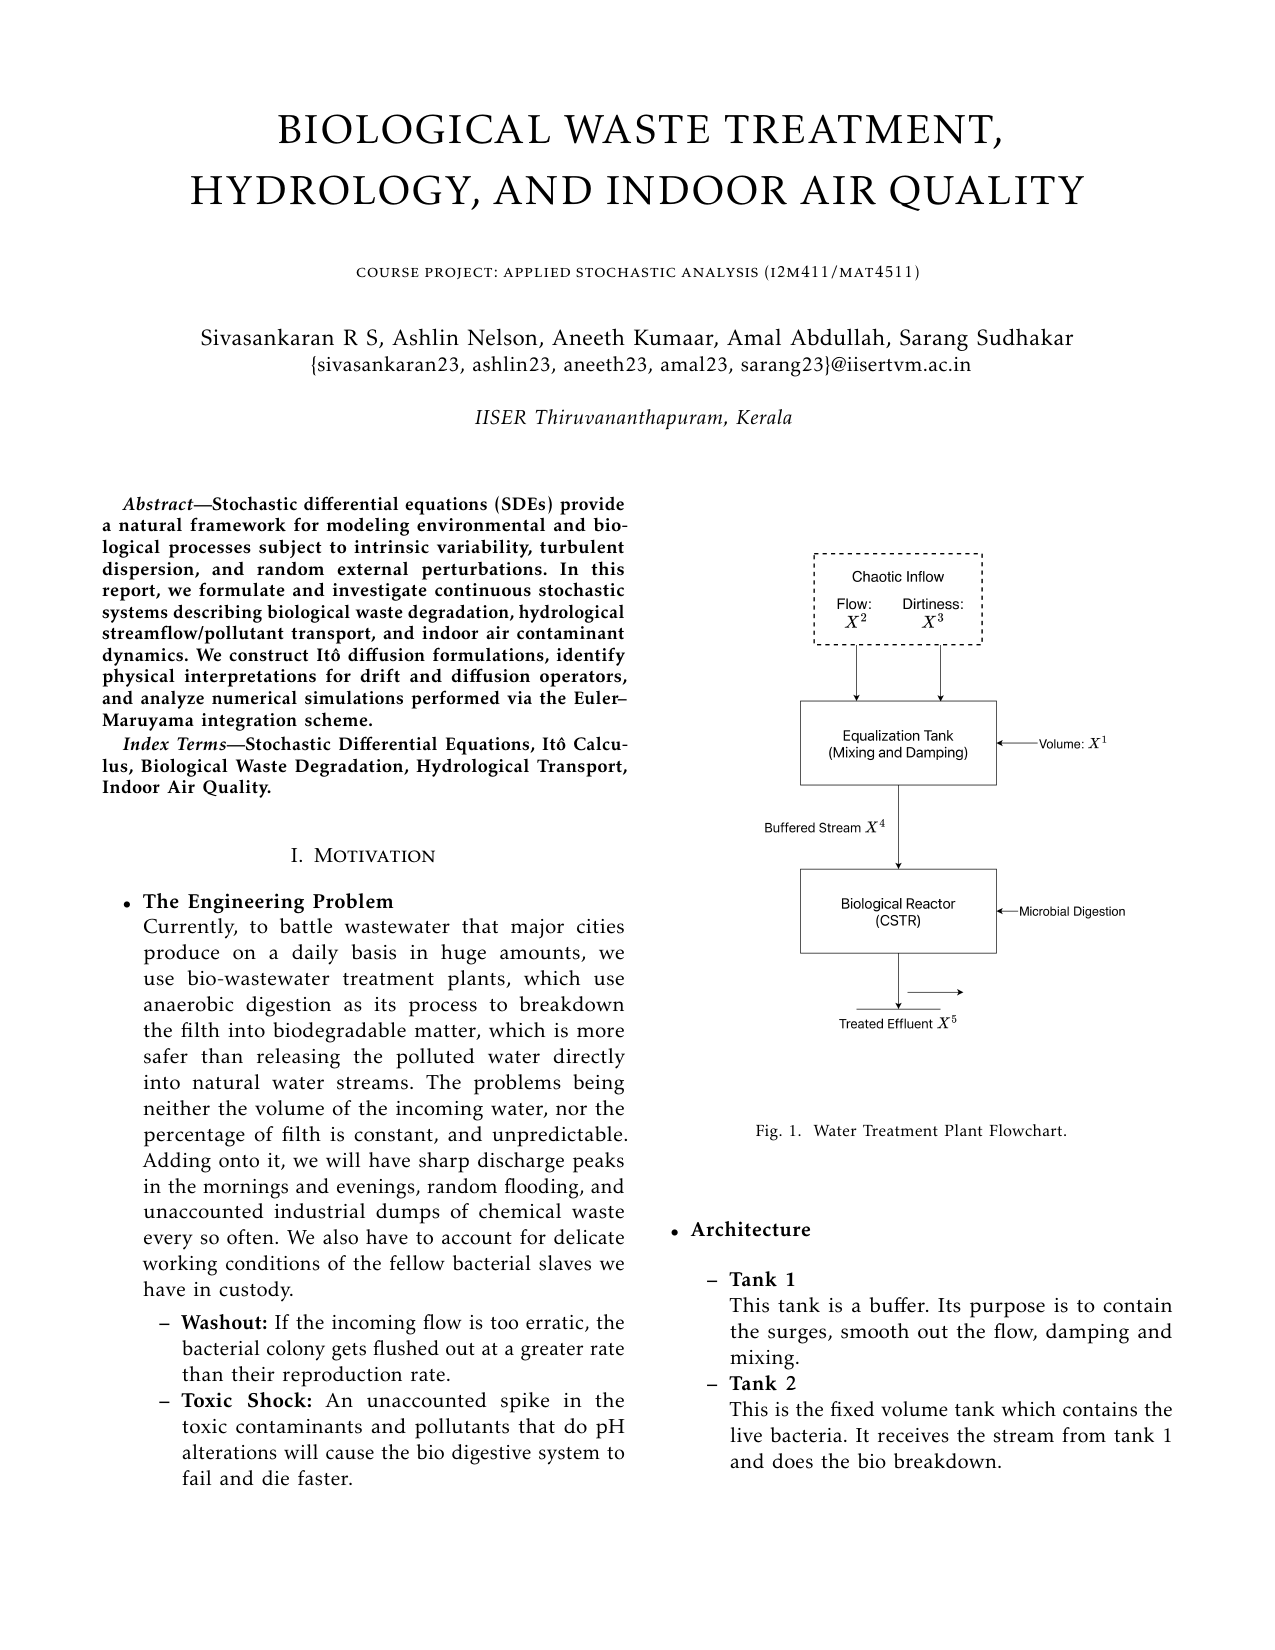 BIOLOGICAL WASTE TREATMENT,
HYDROLOGY, AND INDOOR AIR QUALITY
COURSE PROJECT: APPLIED STOCHASTIC ANALYSIS (I2M411/MAT4511)
Sivasankaran R S, Ashlin Nelson, Aneeth Kumaar, Amal Abdullah, Sarang Sudhakar
{sivasankaran23, ashlin23, aneeth23, amal23, sarang23}@iisertvm.ac.in
IISER Thiruvananthapuram, Kerala
Abstract—Stochastic differential equations (SDEs) provide
a natural framework for modeling environmental and bio-
logical processes subject to intrinsic variability, turbulent
dispersion, and random external perturbations. In this
report, we formulate and investigate continuous stochastic
systems describing biological waste degradation, hydrological
streamflow/pollutant transport, and indoor air contaminant
dynamics. We construct Itô diffusion formulations, identify
physical interpretations for drift and diffusion operators,
and analyze numerical simulations performed via the Euler–
Maruyama integration scheme.
Index Terms—Stochastic Differential Equations, Itô Calcu-
lus, Biological Waste Degradation, Hydrological Transport,
Indoor Air Quality.
I. MOTIVATION
• The Engineering Problem
Currently, to battle wastewater that major cities
produce on a daily basis in huge amounts, we
use bio-wastewater treatment plants, which use
anaerobic digestion as its process to breakdown
the filth into biodegradable matter, which is more
safer than releasing the polluted water directly
into natural water streams. The problems being
neither the volume of the incoming water, nor the
percentage of filth is constant, and unpredictable.
Adding onto it, we will have sharp discharge peaks
in the mornings and evenings, random flooding, and
unaccounted industrial dumps of chemical waste
every so often. We also have to account for delicate
working conditions of the fellow bacterial slaves we
have in custody.
– Washout: If the incoming flow is too erratic, the
bacterial colony gets flushed out at a greater rate
than their reproduction rate.
– Toxic Shock: An unaccounted spike in the
toxic contaminants and pollutants that do pH
alterations will cause the bio digestive system to
fail and die faster.
Chaotic Inflow
Flow: Dirtiness:
X² X³
Equalization Tank
(Mixing and Damping)
Volume: X¹
Buffered Stream X⁴
Biological Reactor
(CSTR)
Microbial Digestion
Treated Effluent X⁵
Fig. 1. Water Treatment Plant Flowchart.
• Architecture
– Tank 1
This tank is a buffer. Its purpose is to contain
the surges, smooth out the flow, damping and
mixing.
– Tank 2
This is the fixed volume tank which contains the
live bacteria. It receives the stream from tank 1
and does the bio breakdown.